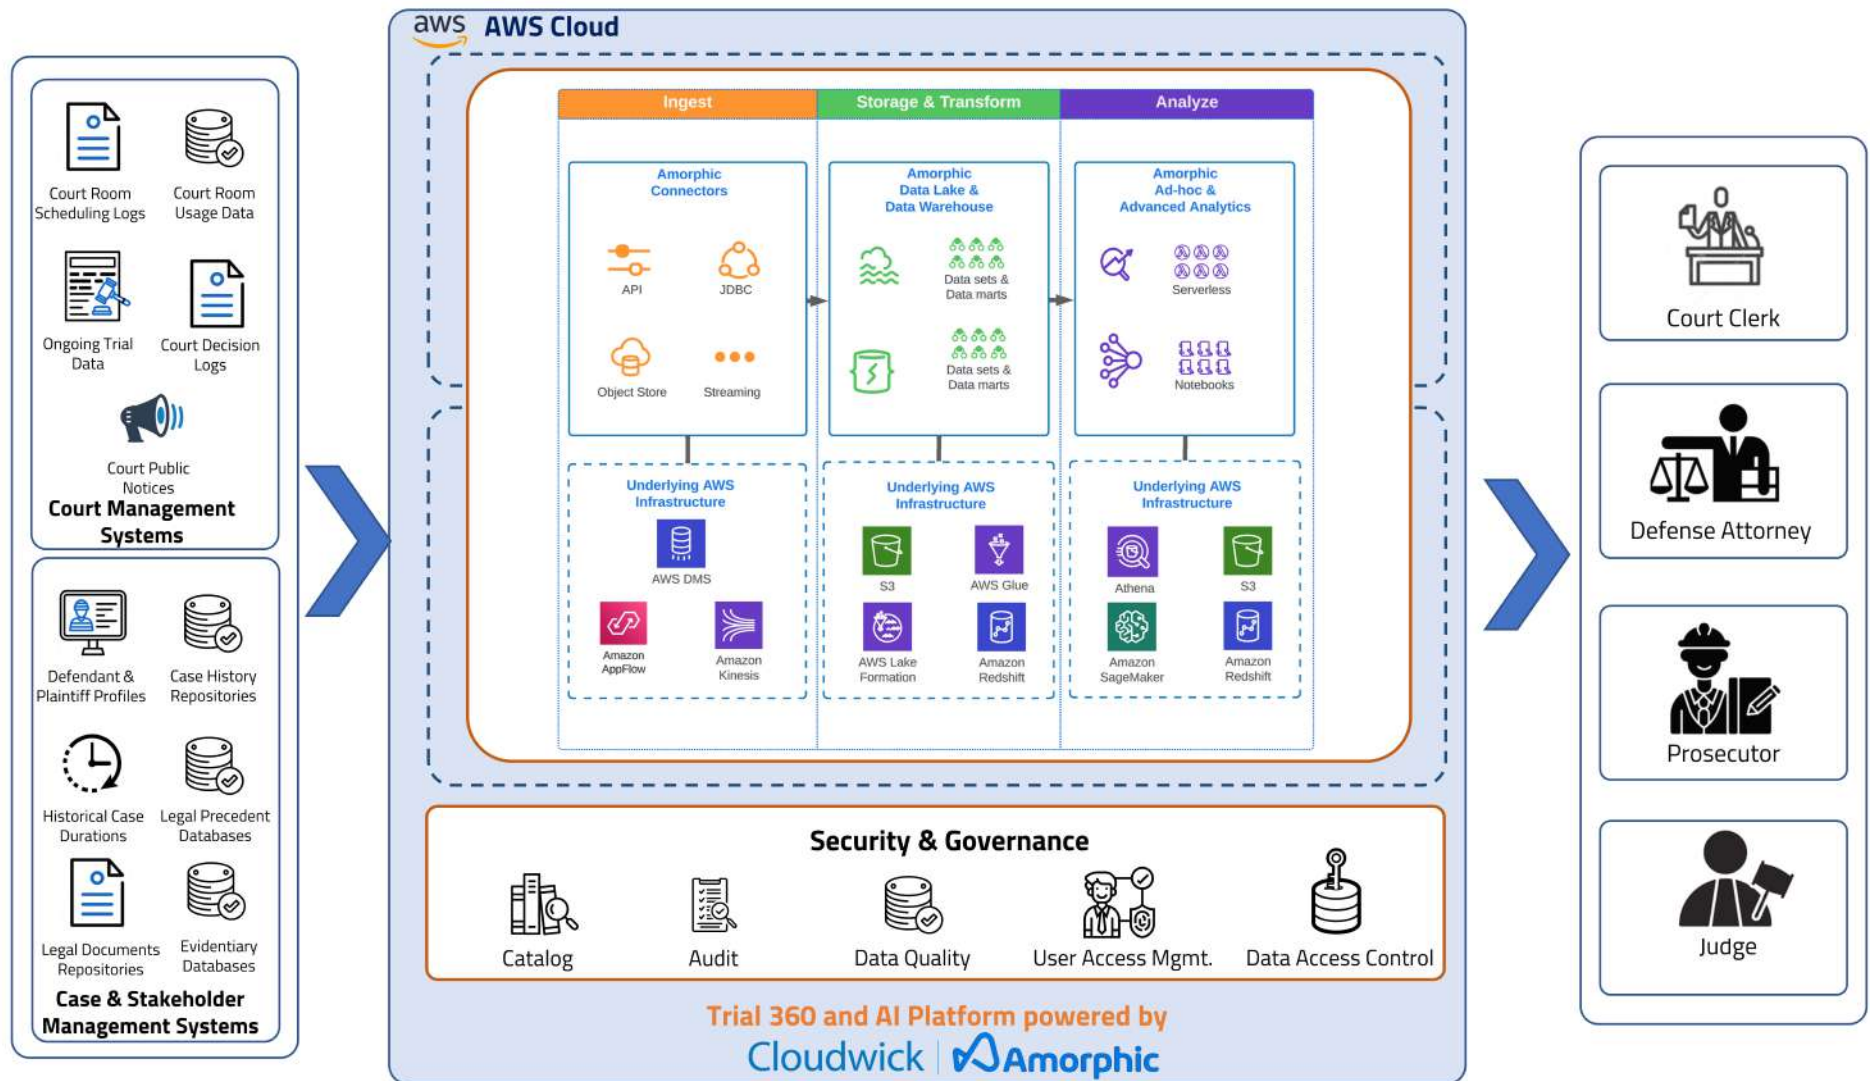 aws AWS Cloud
Court Room
Scheduling Logs
Court Room
Usage Data
Ongoing Trial
Data
Court Decision
Logs
Court Public
Notices
Court Management
Systems
Defendant &
Plaintiff Profiles
Case History
Repositories
Historical Case
Durations
Legal Precedent
Databases
Legal Documents
Repositories
Evidentiary
Databases
Case & Stakeholder
Management Systems
Ingest
Storage & Transform
Analyze
Amorphic
Connectors
API
JDBC
Object Store
Streaming
Amorphic
Data Lake &
Data Warehouse
Data sets &
Data marts
Data sets &
Data marts
Amorphic
Ad-hoc &
Advanced Analytics
Serverless
Notebooks
Underlying AWS
Infrastructure
AWS DMS
Amazon
AppFlow
Amazon
Kinesis
Underlying AWS
Infrastructure
S3
AWS Glue
AWS Lake
Formation
Amazon
Redshift
Underlying AWS
Infrastructure
Athena
S3
Amazon
SageMaker
Amazon
Redshift
Security & Governance
Catalog
Audit
Data Quality
User Access Mgmt.
Data Access Control
Trial 360 and AI Platform powered by
Cloudwick | Amorphic
Court Clerk
Defense Attorney
Prosecutor
Judge